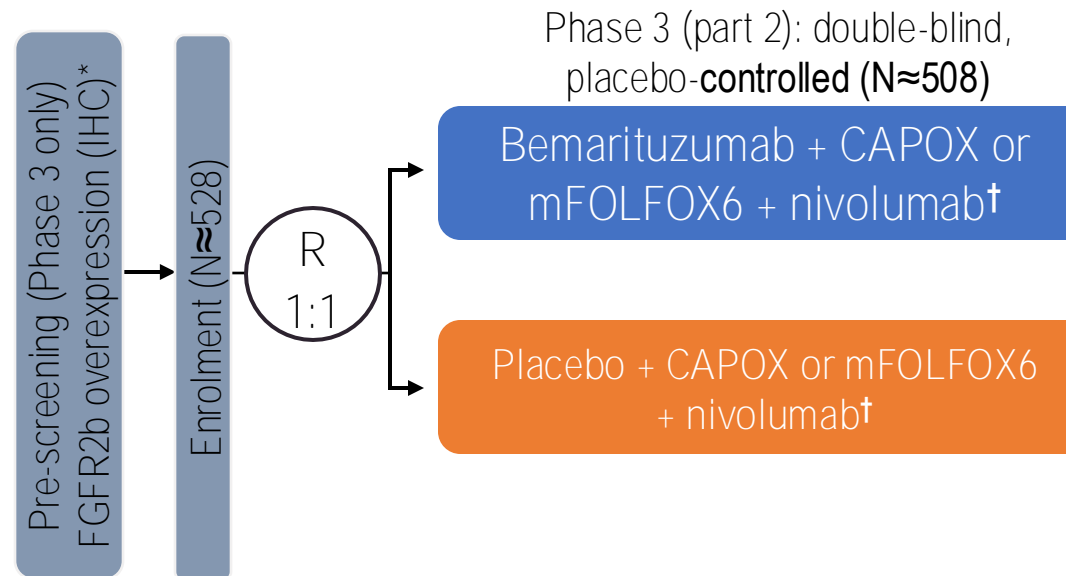 Pre-screening (Phase 3 only)
FGFR2b overexpression (IHC)*
Enrolment (N≈528)
R
1:1
Phase 3 (part 2): double-blind,
placebo-controlled (N≈508)
Bemarituzumab + CAPOX or
mFOLFOX6 + nivolumab†
Placebo + CAPOX or mFOLFOX6
+ nivolumab†